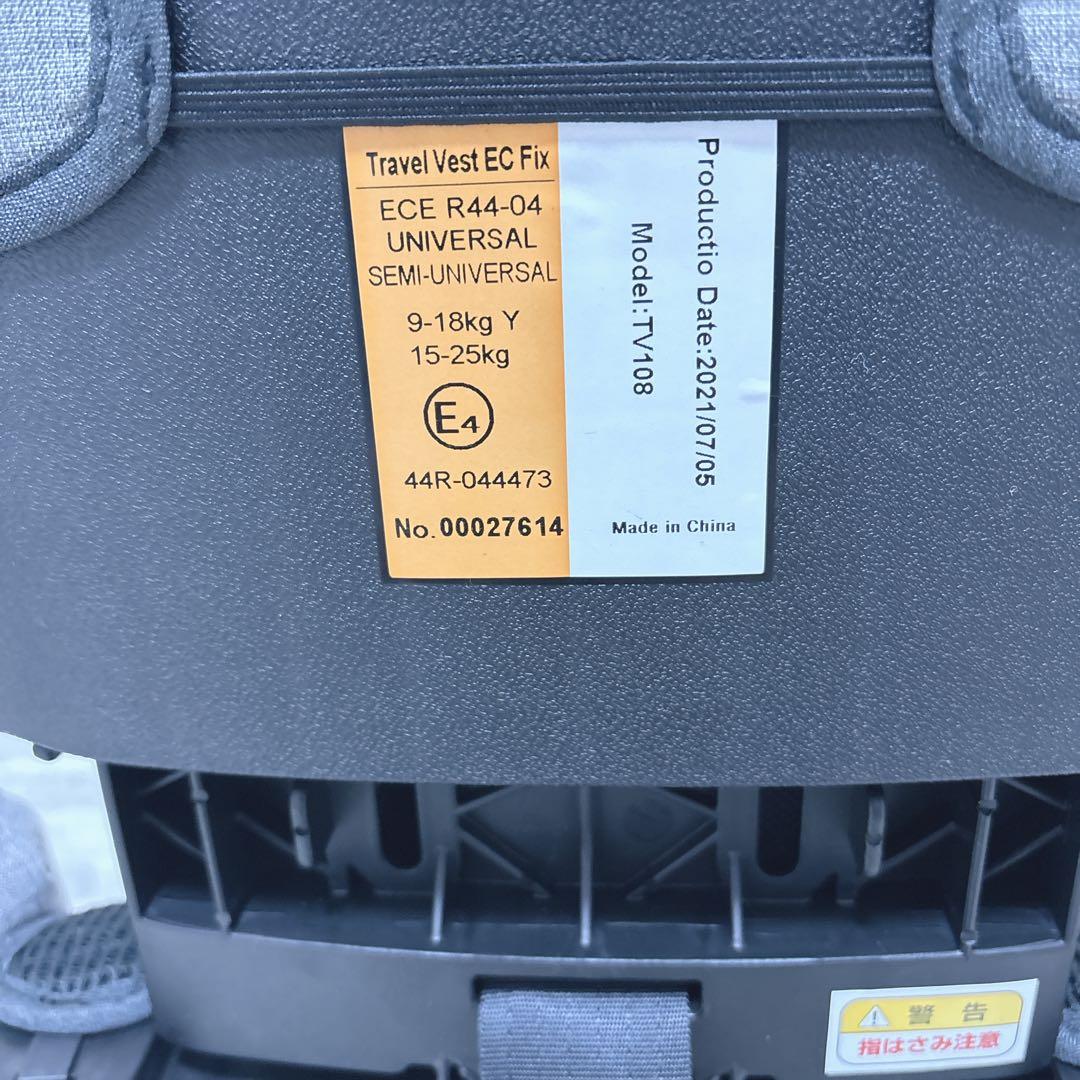 Travel Vest EC Fix
ECE R44-04
UNIVERSAL
SEMI-UNIVERSAL
9-18kg Y
15-25kg
E4
44R-044473
No. 00027614
Productio Date:2021/07/05
Model:TV108
Made in China
警告
指はさみ注意